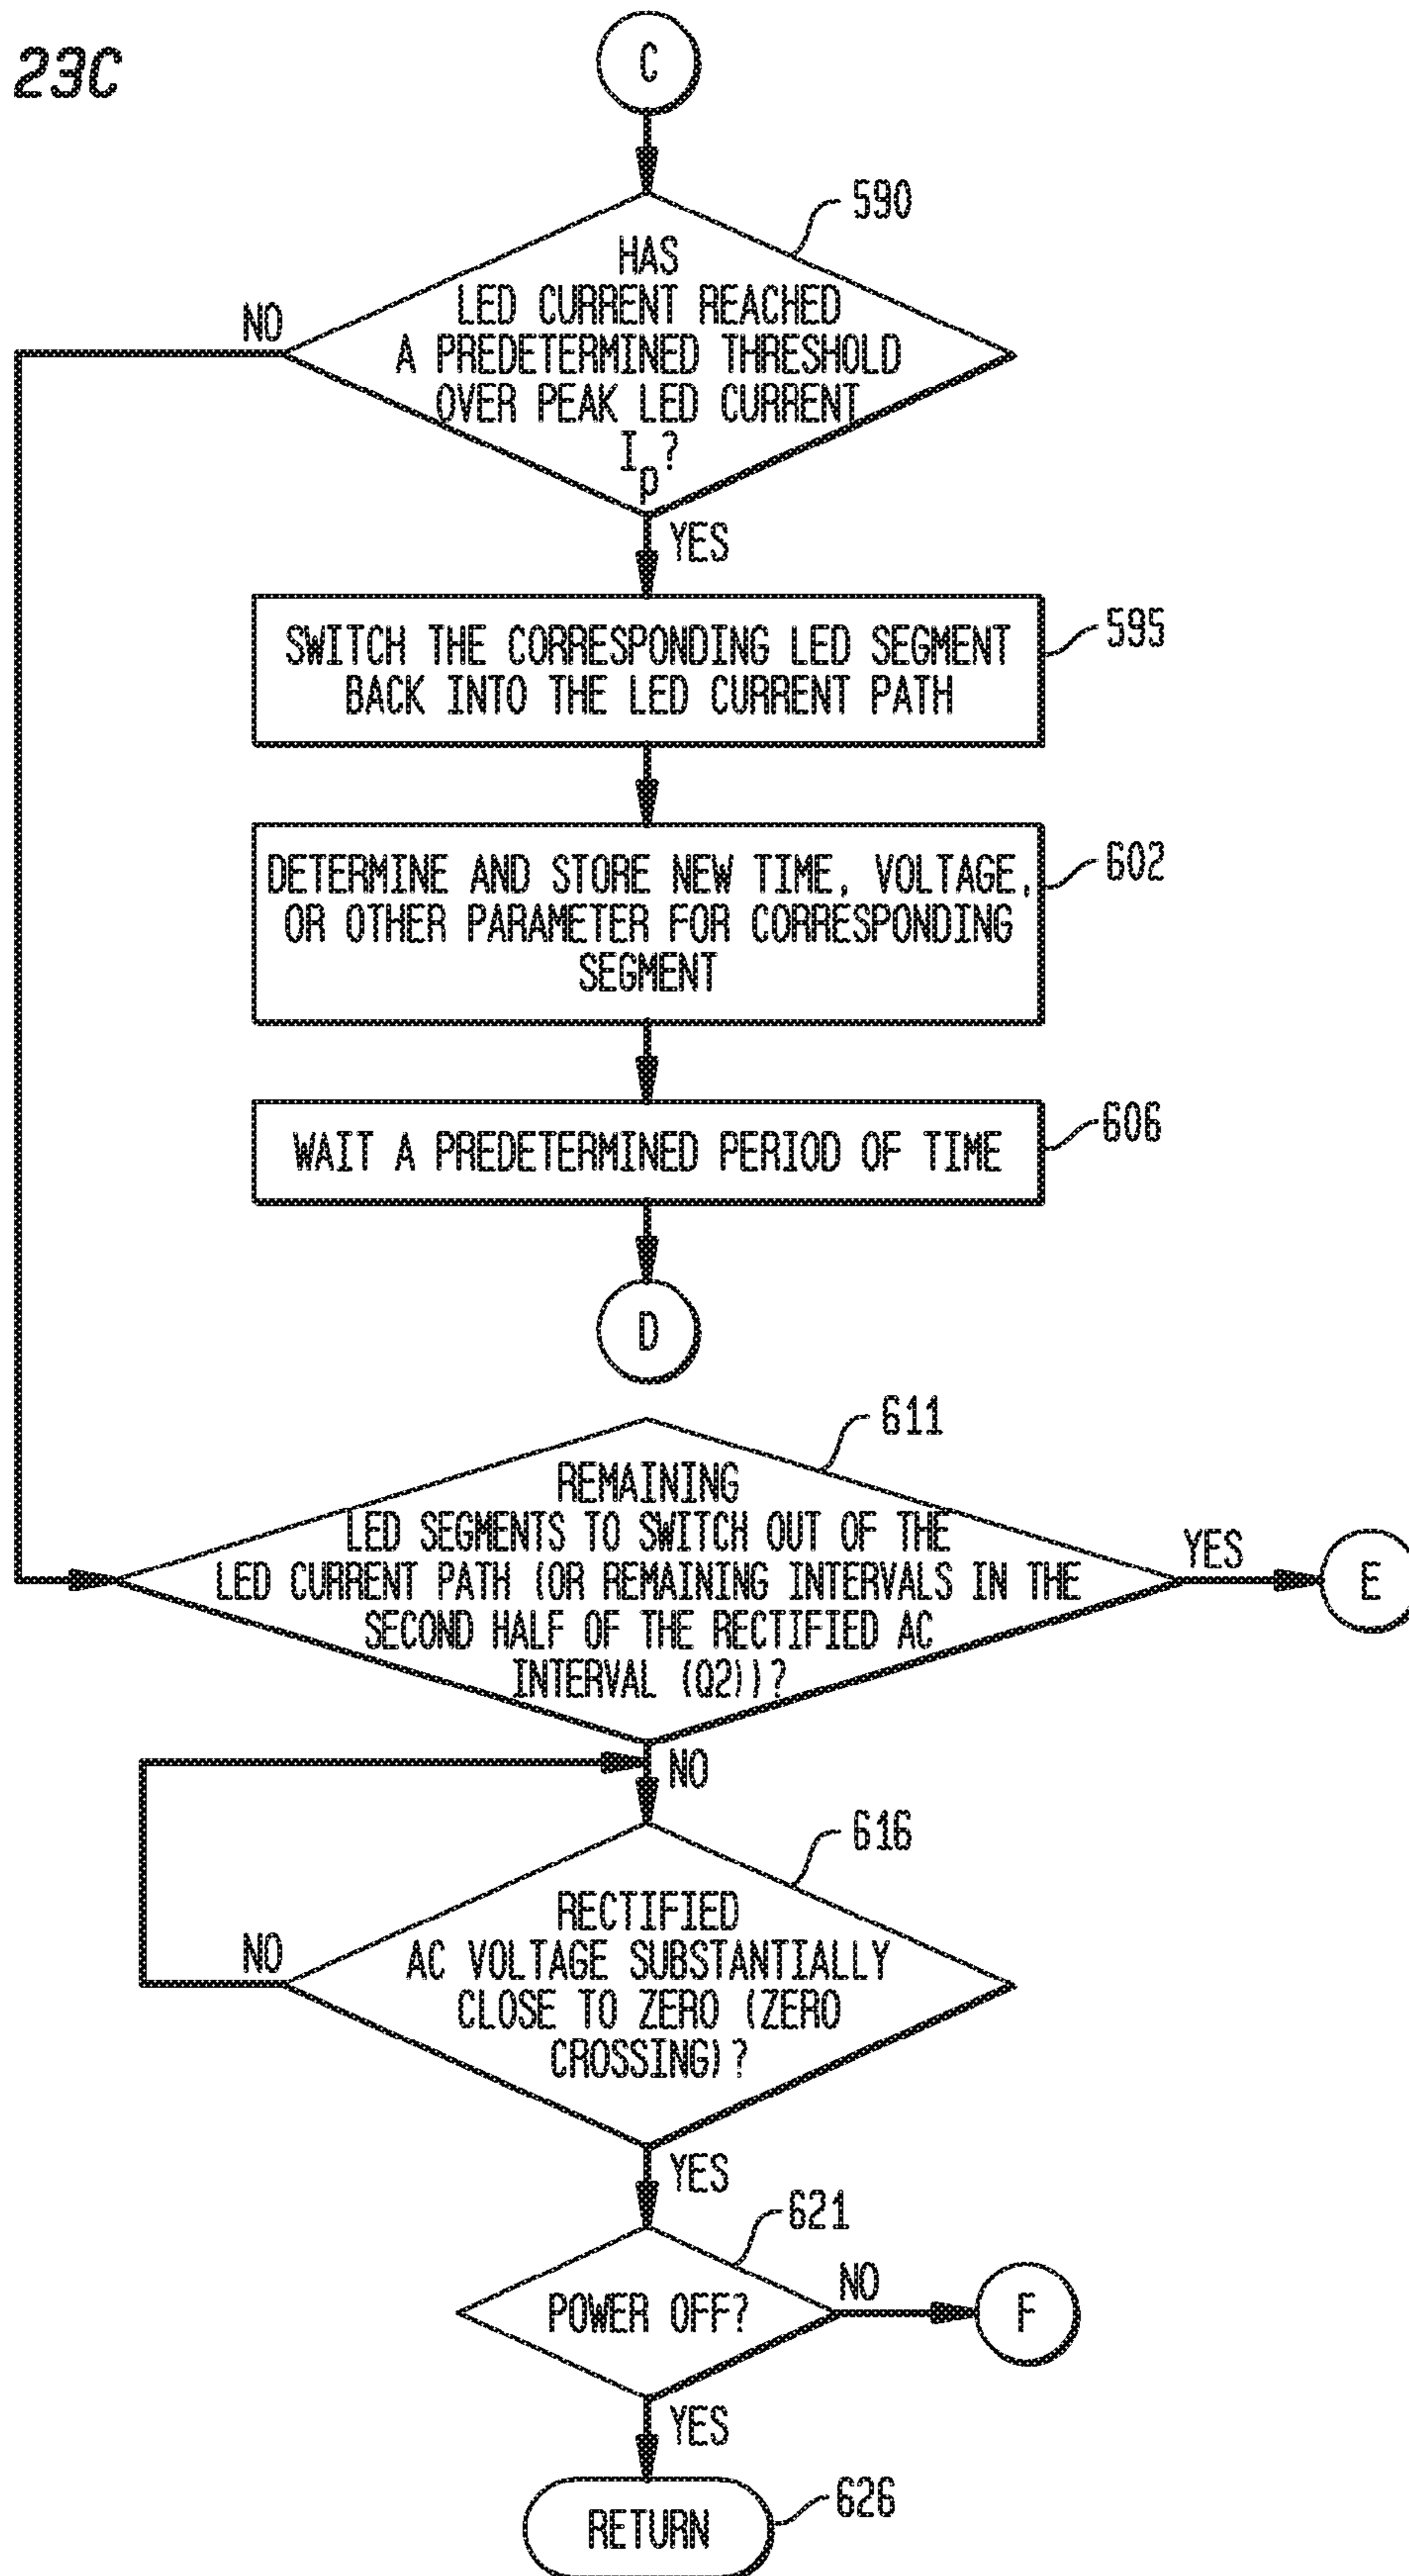 23C
C
590
HAS
LED CURRENT REACHED
A PREDETERMINED THRESHOLD
OVER PEAK LED CURRENT
Ip?
NO
YES
SWITCH THE CORRESPONDING LED SEGMENT
BACK INTO THE LED CURRENT PATH
595
DETERMINE AND STORE NEW TIME, VOLTAGE,
OR OTHER PARAMETER FOR CORRESPONDING
SEGMENT
602
WAIT A PREDETERMINED PERIOD OF TIME
606
D
611
REMAINING
LED SEGMENTS TO SWITCH OUT OF THE
LED CURRENT PATH (OR REMAINING INTERVALS IN THE
SECOND HALF OF THE RECTIFIED AC
INTERVAL (Q2))?
YES
E
NO
616
RECTIFIED
AC VOLTAGE SUBSTANTIALLY
CLOSE TO ZERO (ZERO
CROSSING)?
NO
YES
621
POWER OFF?
NO
F
YES
RETURN
626